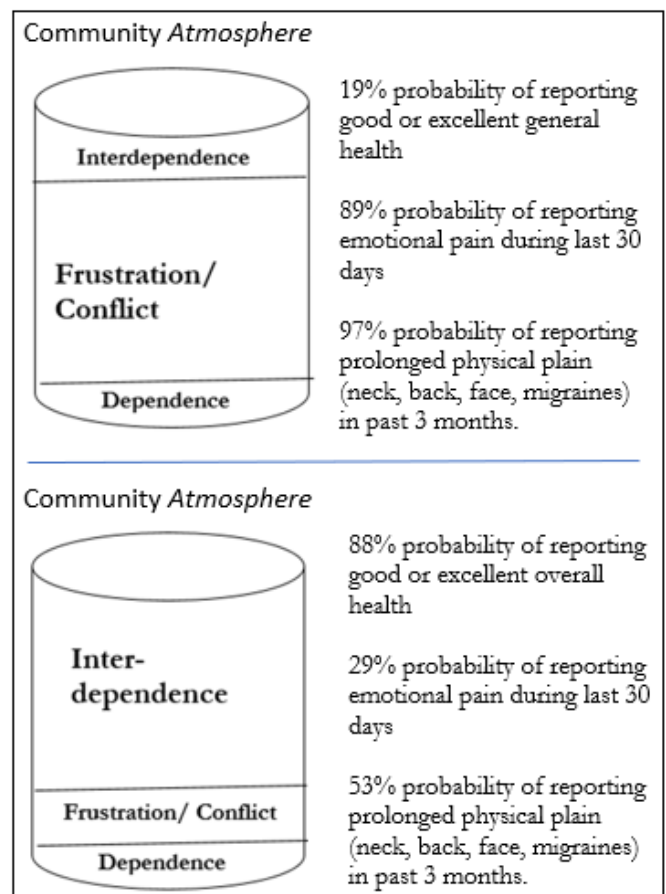 Community Atmosphere
Interdependence
Frustration/
Conflict
Dependence
19% probability of reporting
good or excellent general
health
89% probability of reporting
emotional pain during last 30
days
97% probability of reporting
prolonged physical plain
(neck, back, face, migraines)
in past 3 months.
Community Atmosphere
Inter-
dependence
Frustration/ Conflict
Dependence
88% probability of reporting
good or excellent overall
health
29% probability of reporting
emotional pain during last 30
days
53% probability of reporting
prolonged physical plain
(neck, back, face, migraines)
in past 3 months.